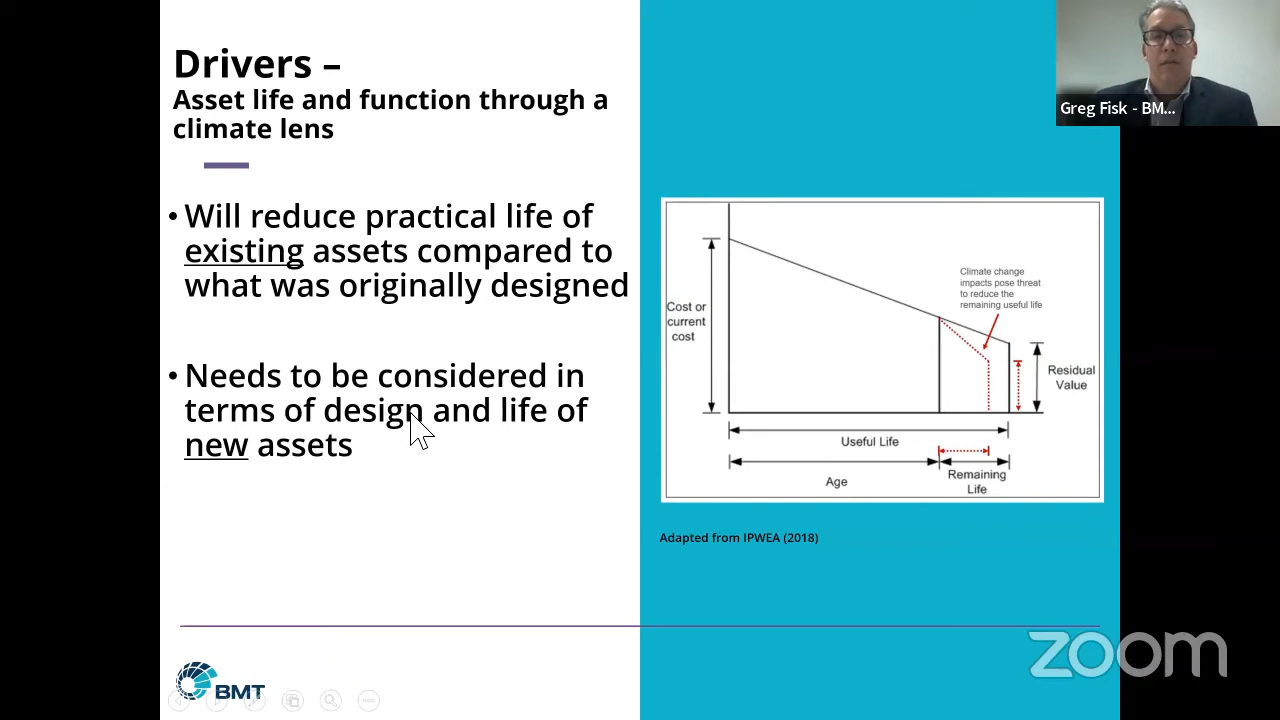 Drivers –
Asset life and function through a
climate lens
• Will reduce practical life of
existing assets compared to
what was originally designed
• Needs to be considered in
terms of design and life of
new assets
Greg Fisk - BM...
Climate change
impacts pose threat
to reduce the
remaining useful life
Cost or
current
cost
Residual
Value
Useful Life
Age
Remaining
Life
Adapted from IPWEA (2018)
BMT
zoom